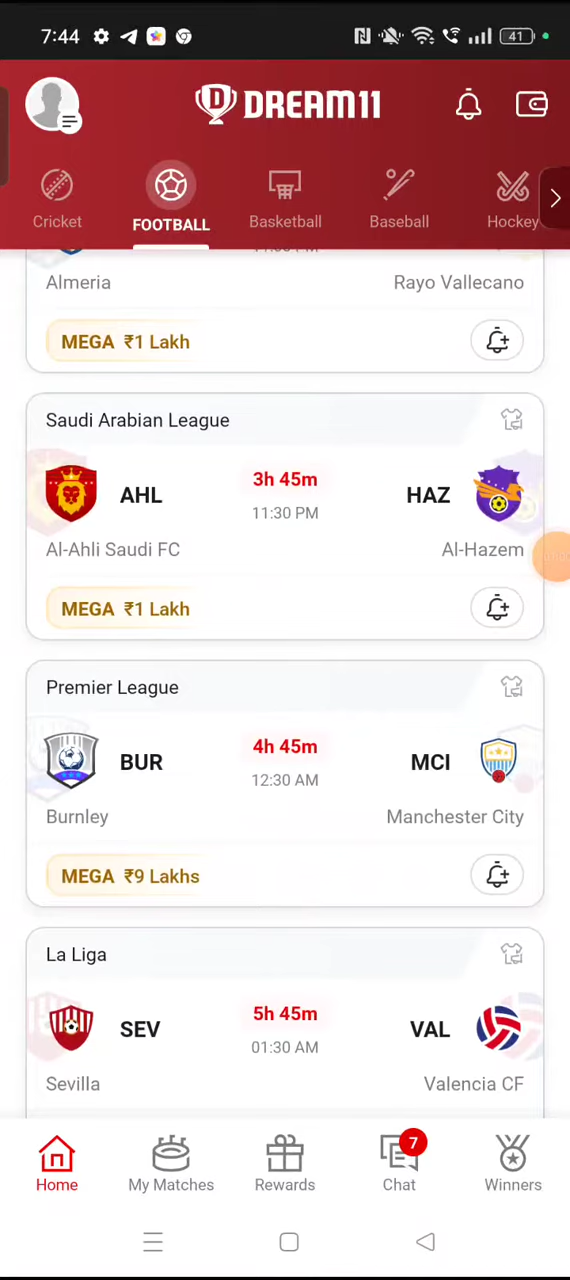 7:44
41
DREAM11
Cricket
FOOTBALL
Basketball
Baseball
Hockey
Almeria
Rayo Vallecano
MEGA ₹1 Lakh
Saudi Arabian League
AHL
3h 45m
HAZ
11:30 PM
Al-Ahli Saudi FC
Al-Hazem
MEGA ₹1 Lakh
Premier League
BUR
4h 45m
MCI
12:30 AM
Burnley
Manchester City
MEGA ₹9 Lakhs
La Liga
SEV
5h 45m
VAL
01:30 AM
Sevilla
Valencia CF
7
Home
My Matches
Rewards
Chat
Winners